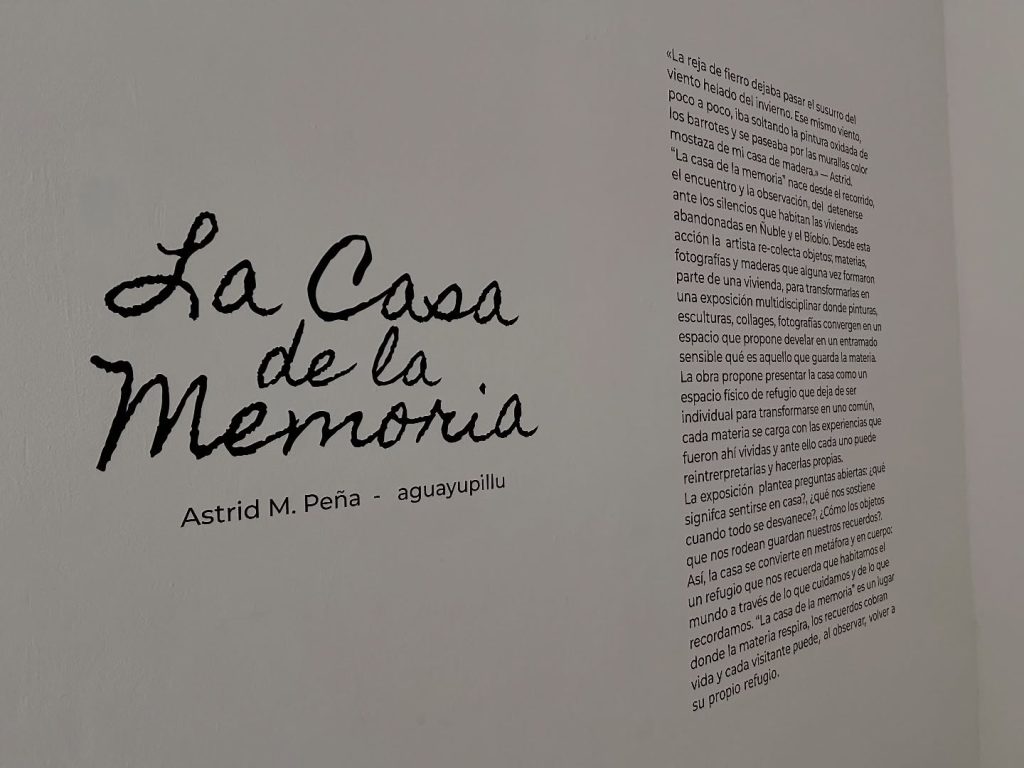 La Casa
de la
Memoria
Astrid M. Peña - aguayupillu
«La reja de fierro dejaba pasar el susurro del
viento helado del invierno. Ese mismo viento,
poco a poco, iba soltando la pintura oxidada de
los barrotes y se paseaba por las murallas color
mostaza de mi casa de madera.» — Astrid.
"La casa de la memoria" nace desde el recorrido,
el encuentro y la observación, del detenerse
ante los silencios que habitan las viviendas
abandonadas en Ñuble y el Biobío. Desde esta
acción la artista re-colecta objetos, materias,
fotografías y maderas que alguna vez formaron
parte de una vivienda, para transformarlas en
una exposición multidisciplinar donde pinturas,
esculturas, collages, fotografías convergen en un
espacio que propone develar en un entramado
sensible qué es aquello que guarda la materia.
La obra propone presentar la casa como un
espacio físico de refugio que deja de ser
individual para transformarse en uno común,
cada materia se carga con las experiencias que
fueron ahí vividas y ante ello cada uno puede
reintrerpretarlas y hacerlas propias.
La exposición plantea preguntas abiertas: ¿qué
signifca sentirse en casa?, ¿qué nos sostiene
cuando todo se desvanece?, ¿Cómo los objetos
que nos rodean guardan nuestros recuerdos?.
Así, la casa se convierte en metáfora y en cuerpo:
un refugio que nos recuerda que habitamos el
mundo a través de lo que cuidamos y de lo que
recordamos. "La casa de la memoria" es un lugar
donde la materia respira, los recuerdos cobran
vida y cada visitante puede, al observar, volver a
su propio refugio.